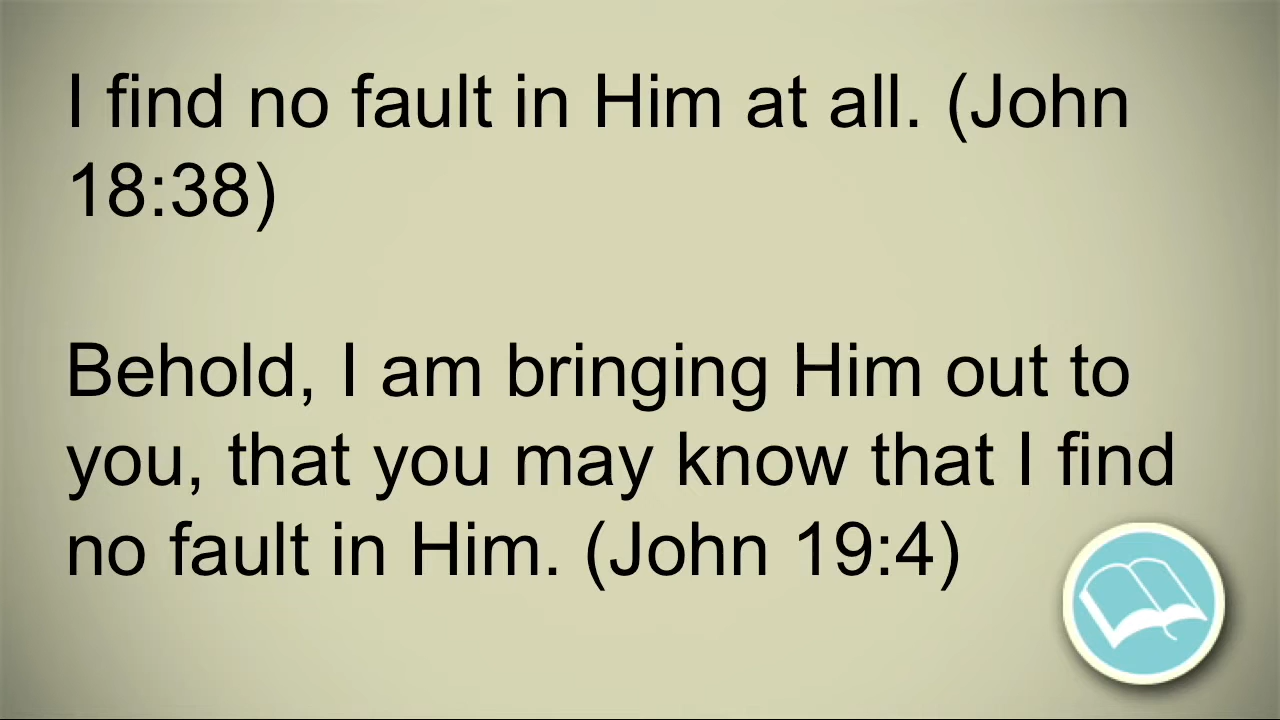 I find no fault in Him at all. (John
18:38)
Behold, I am bringing Him out to
you, that you may know that I find
no fault in Him. (John 19:4)